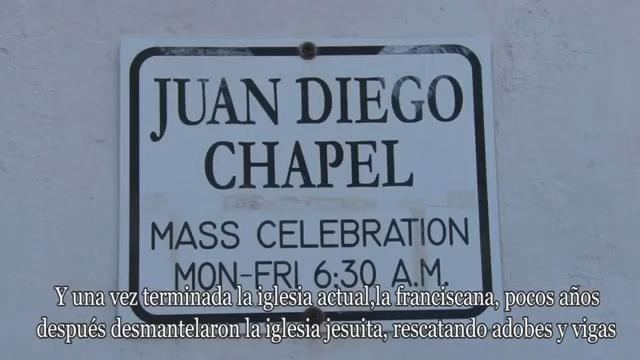 JUAN DIEGO
CHAPEL
MASS CELEBRATION
MON-FRI 6:30 A.M.
Y una vez terminada la iglesia actual,la franciscana, pocos años
después desmantelaron la iglesia jesuita, rescatando adobes y vigas